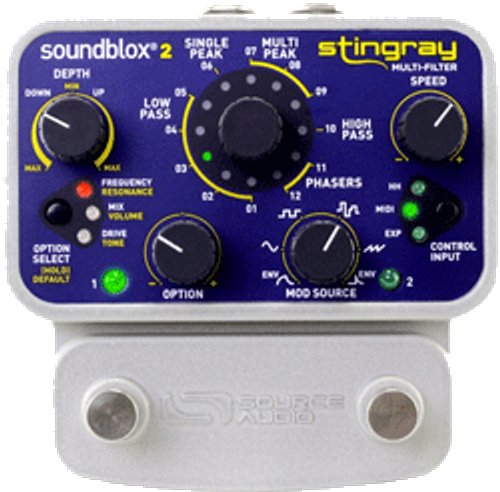 soundblox® 2
SINGLE PEAK
MULTI PEAK
stingray
MULTI-FILTER
DEPTH
MIN
DOWN
UP
MAX
MAX
SPEED
-
+
LOW PASS
HIGH PASS
PHASERS
01
02
03
04
05
06
07
08
09
10
11
12
FREQUENCY
RESONANCE
MIX
VOLUME
DRIVE
TONE
OPTION SELECT
(HOLD) DEFAULT
1
-
+
OPTION
ENV
ENV
MOD SOURCE
2
HH
MIDI
EXP
CONTROL INPUT
SOURCE AUDIO